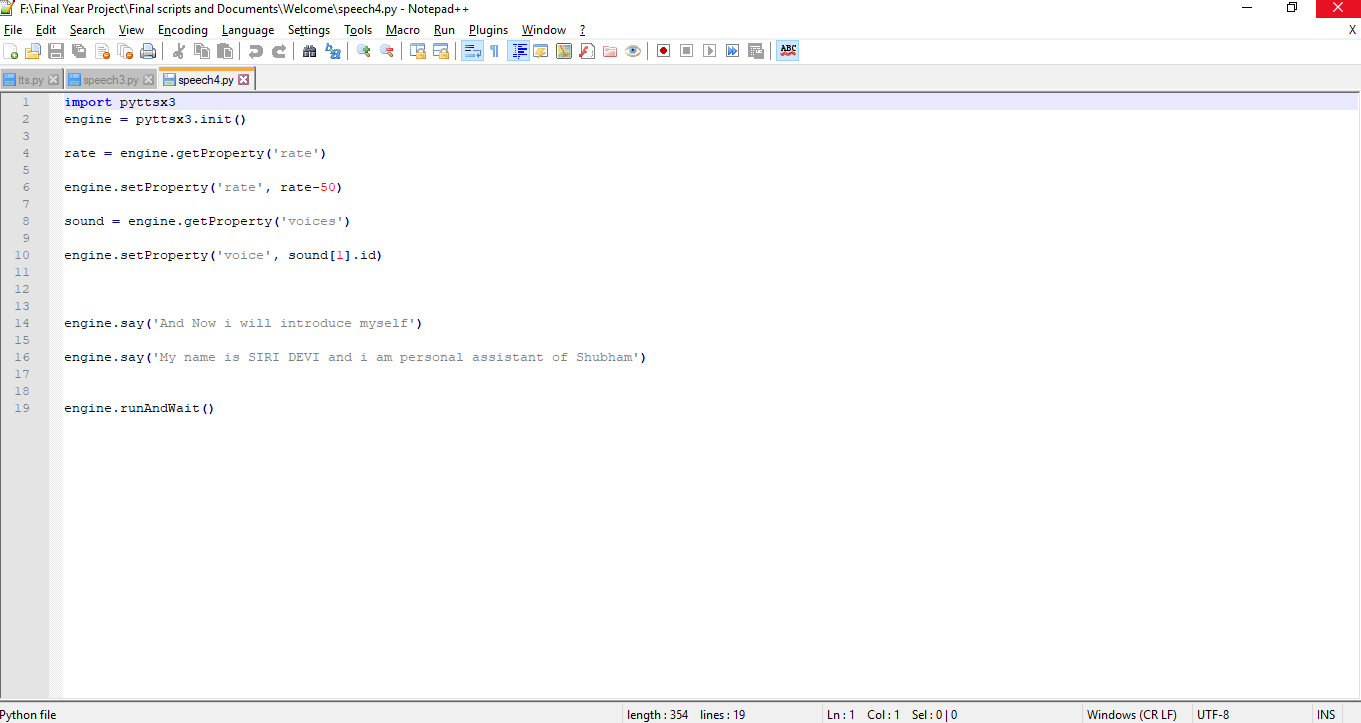 F:\Final Year Project\Final scripts and Documents\Welcome\speech4.py - Notepad++
File Edit Search View Encoding Language Settings Tools Macro Run Plugins Window ? X
ABC
tts.py speech3.py speech4.py
1 import pyttsx3
2 engine = pyttsx3.init()
3
4 rate = engine.getProperty('rate')
5
6 engine.setProperty('rate', rate-50)
7
8 sound = engine.getProperty('voices')
9
10 engine.setProperty('voice', sound[1].id)
11
12
13
14 engine.say('And Now i will introduce myself')
15
16 engine.say('My name is SIRI DEVI and i am personal assistant of Shubham')
17
18
19 engine.runAndWait()
Python file length : 354 lines : 19 Ln : 1 Col : 1 Sel : 0 | 0 Windows (CR LF) UTF-8 INS